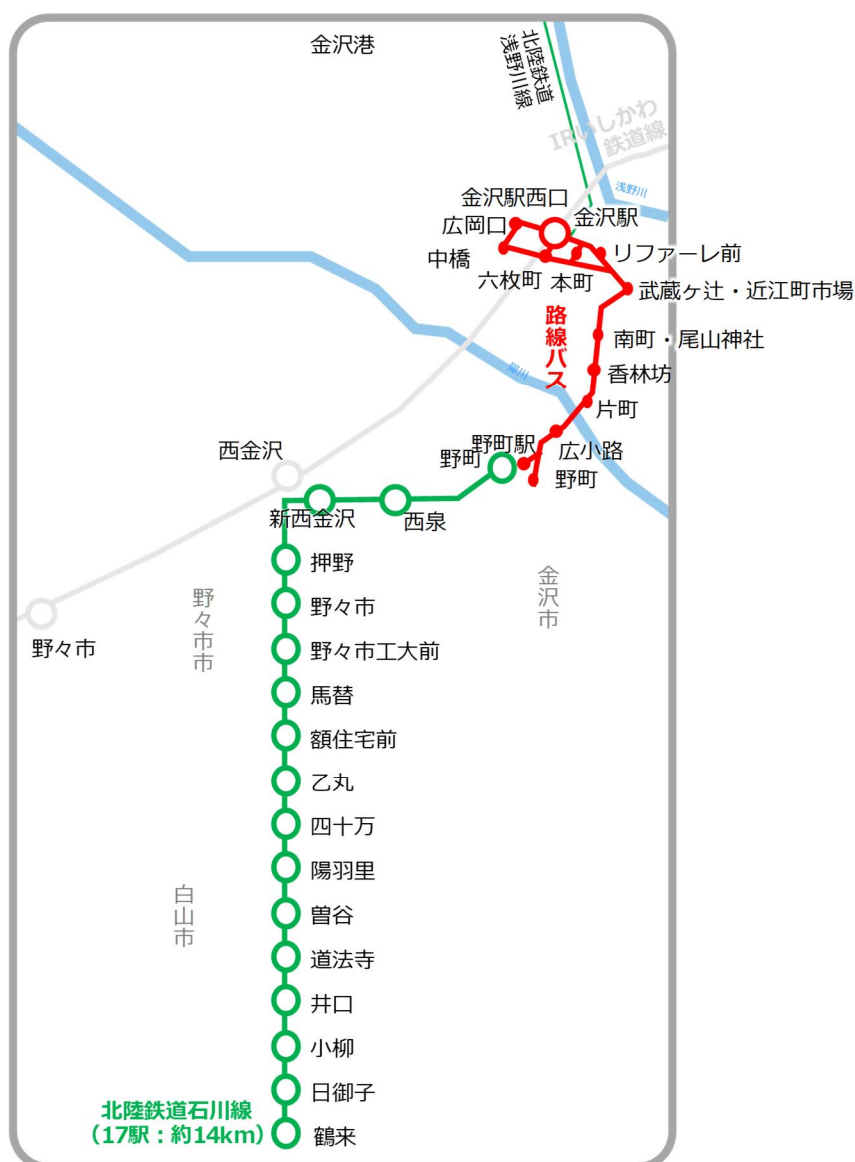 金沢港
北陸鉄道
浅野川線
IRいしかわ
鉄道線
浅野川
金沢駅西口
広岡口
金沢駅
中橋
リファーレ前
六枚町
本町
武蔵ヶ辻・近江町市場
路線バス
南町・尾山神社
香林坊
犀川
片町
広小路
野町駅
野町
野町
西金沢
新西金沢
西泉
押野
金沢市
野々市市
野々市
野々市
野々市工大前
馬替
額住宅前
乙丸
四十万
陽羽里
白山市
曽谷
道法寺
井口
小柳
日御子
北陸鉄道石川線
（17駅：約14km）
鶴来